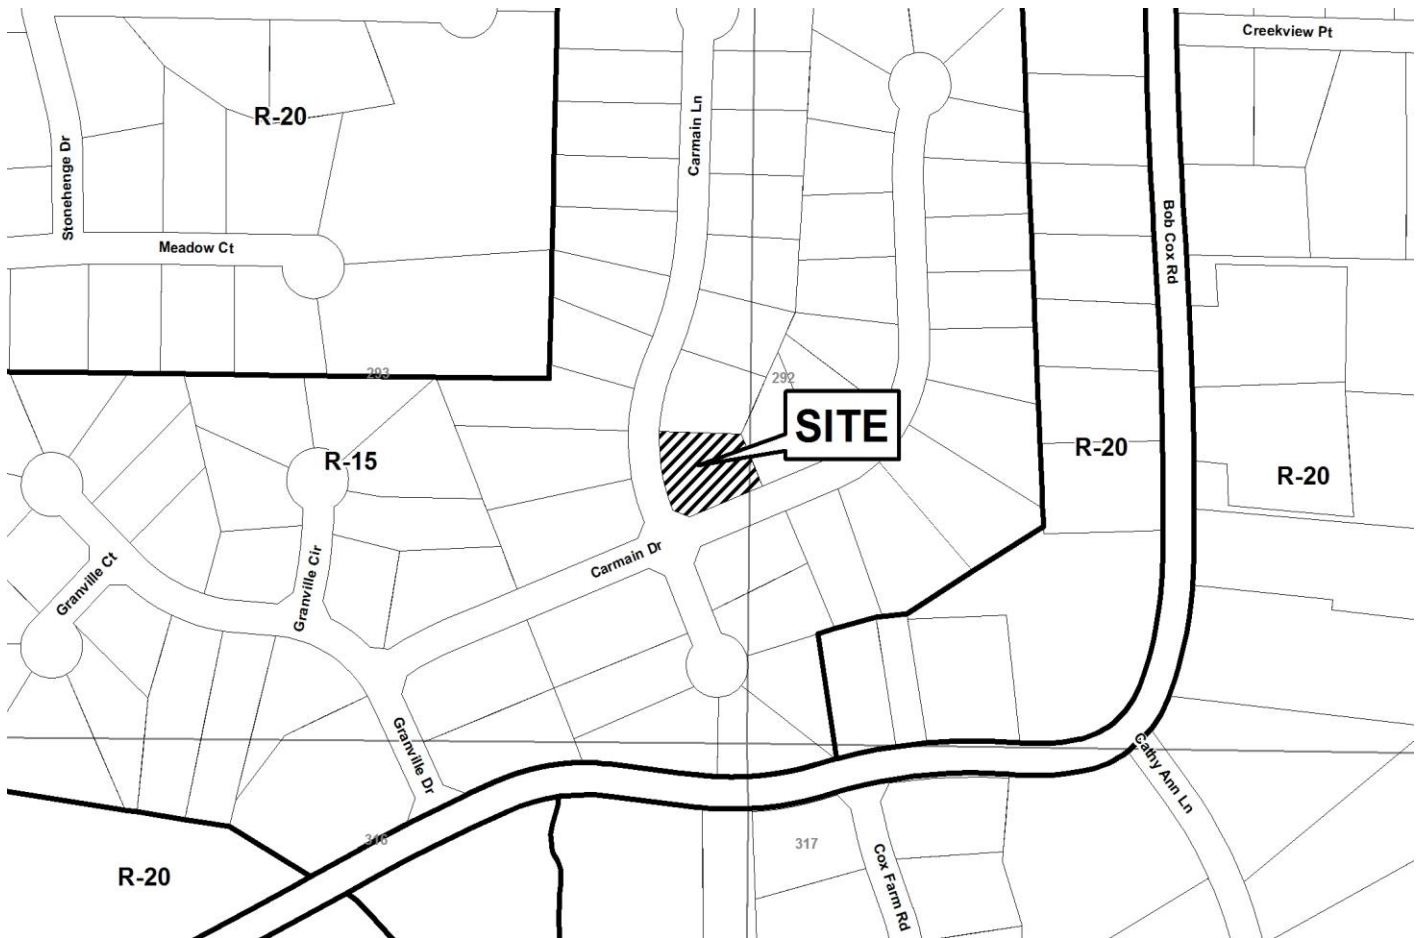 Creekview Pt
R-20
Carmain Ln
Stonehenge Dr
Meadow Ct
Bob Cox Rd
293
292
SITE
R-15
R-20
R-20
Granville Ct
Granville Cir
Carmain Dr
Granville Dr
Cathy Ann Ln
316
317
R-20
Cox Farm Rd